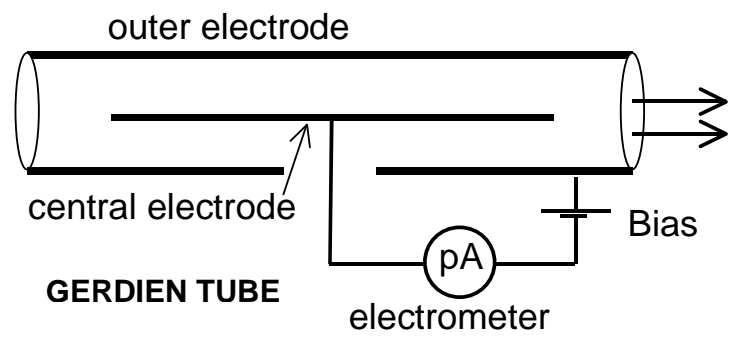 outer electrode
central electrode
Bias
pA
GERDIEN TUBE
electrometer